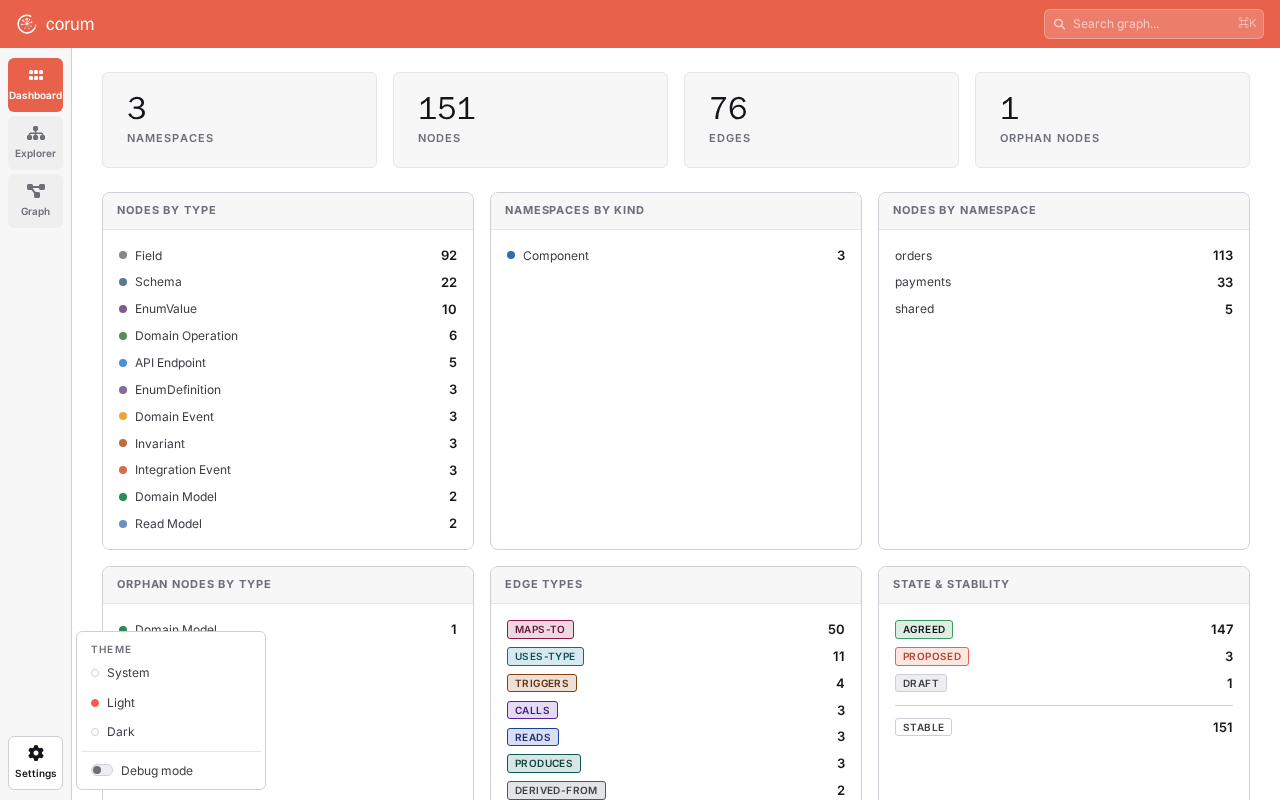 corum
Search graph...
⌘K
Dashboard
Explorer
Graph
Settings
3
NAMESPACES
151
NODES
76
EDGES
1
ORPHAN NODES
NODES BY TYPE
Field 92
Schema 22
EnumValue 10
Domain Operation 6
API Endpoint 5
EnumDefinition 3
Domain Event 3
Invariant 3
Integration Event 3
Domain Model 2
Read Model 2
NAMESPACES BY KIND
Component 3
NODES BY NAMESPACE
orders 113
payments 33
shared 5
ORPHAN NODES BY TYPE
Domain Model 1
THEME
System
Light
Dark
Debug mode
EDGE TYPES
MAPS-TO 50
USES-TYPE 11
TRIGGERS 4
CALLS 3
READS 3
PRODUCES 3
DERIVED-FROM 2
STATE & STABILITY
AGREED 147
PROPOSED 3
DRAFT 1
STABLE 151